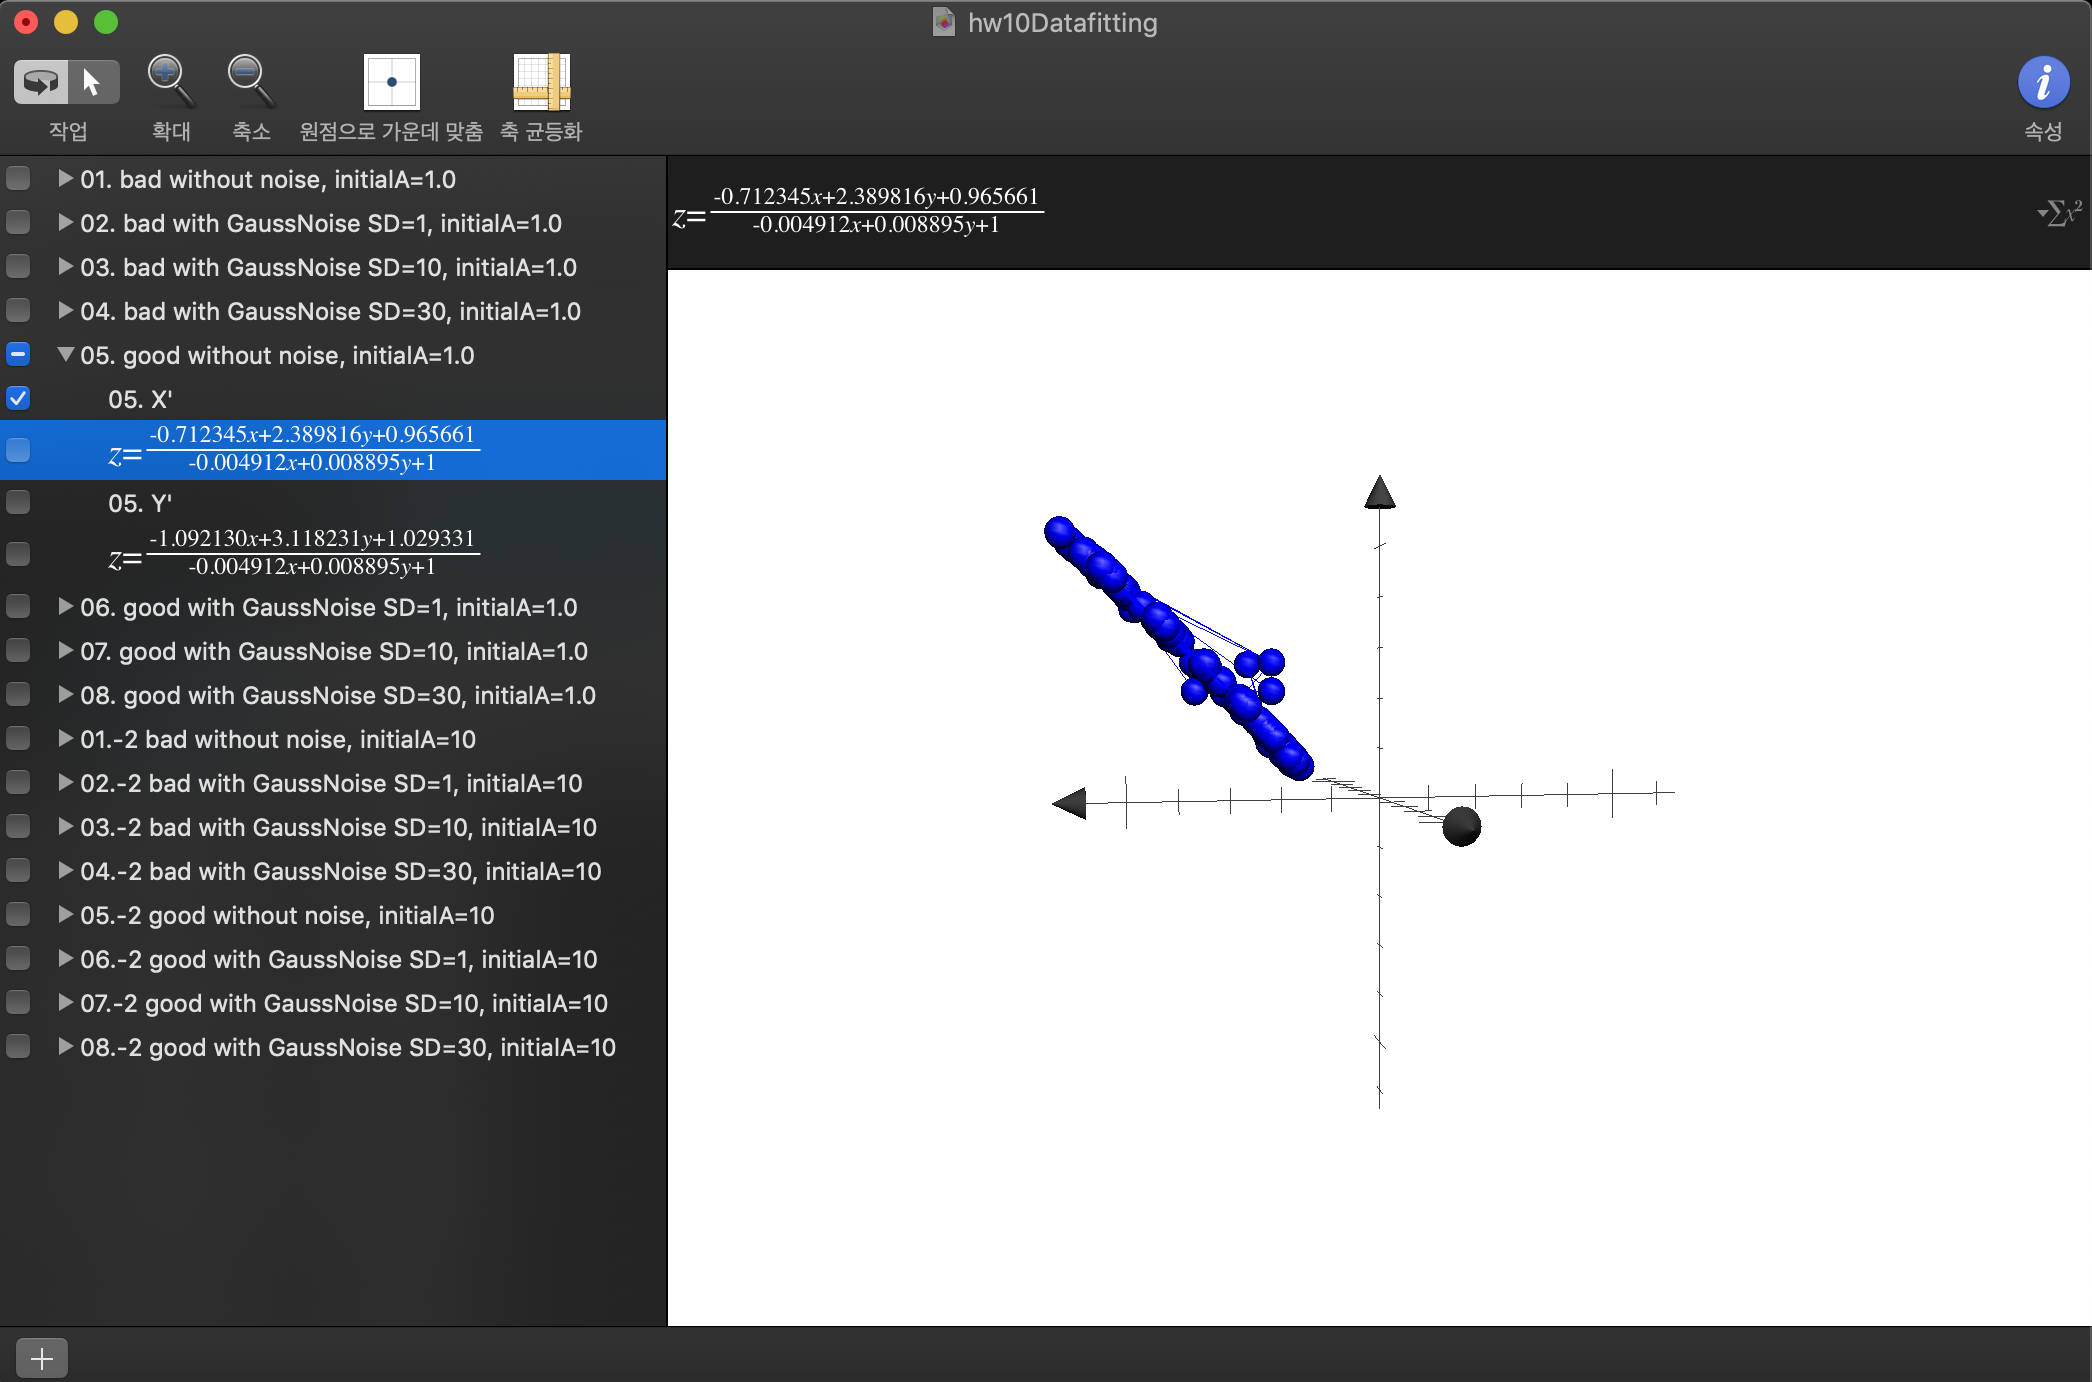 hw10Datafitting
작업
확대
축소
원점으로 가운데 맞춤
축 균등화
속성
01. bad without noise, initialA=1.0
02. bad with GaussNoise SD=1, initialA=1.0
03. bad with GaussNoise SD=10, initialA=1.0
04. bad with GaussNoise SD=30, initialA=1.0
05. good without noise, initialA=1.0
05. X'
-0.712345x+2.389816y+0.965661
z=
-0.004912x+0.008895y+1
05. Y'
-1.092130x+3.118231y+1.029331
z=
-0.004912x+0.008895y+1
06. good with GaussNoise SD=1, initialA=1.0
07. good with GaussNoise SD=10, initialA=1.0
08. good with GaussNoise SD=30, initialA=1.0
01.-2 bad without noise, initialA=10
02.-2 bad with GaussNoise SD=1, initialA=10
03.-2 bad with GaussNoise SD=10, initialA=10
04.-2 bad with GaussNoise SD=30, initialA=10
05.-2 good without noise, initialA=10
06.-2 good with GaussNoise SD=1, initialA=10
07.-2 good with GaussNoise SD=10, initialA=10
08.-2 good with GaussNoise SD=30, initialA=10
-0.712345x+2.389816y+0.965661
z=
-0.004912x+0.008895y+1
Σx²